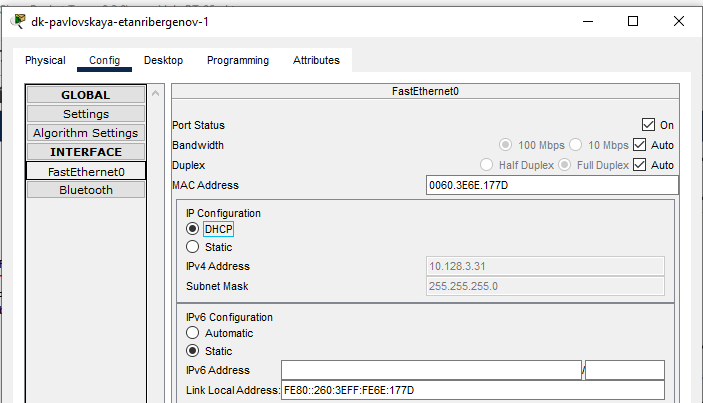 dk-pavlovskaya-etanribergenov-1
Physical Config Desktop Programming Attributes
GLOBAL
Settings
Algorithm Settings
INTERFACE
FastEthernet0
Bluetooth
FastEthernet0
Port Status On
Bandwidth 100 Mbps 10 Mbps Auto
Duplex Half Duplex Full Duplex Auto
MAC Address 0060.3E6E.177D
IP Configuration
DHCP
Static
IPv4 Address 10.128.3.31
Subnet Mask 255.255.255.0
IPv6 Configuration
Automatic
Static
IPv6 Address /
Link Local Address: FE80::260:3EFF:FE6E:177D